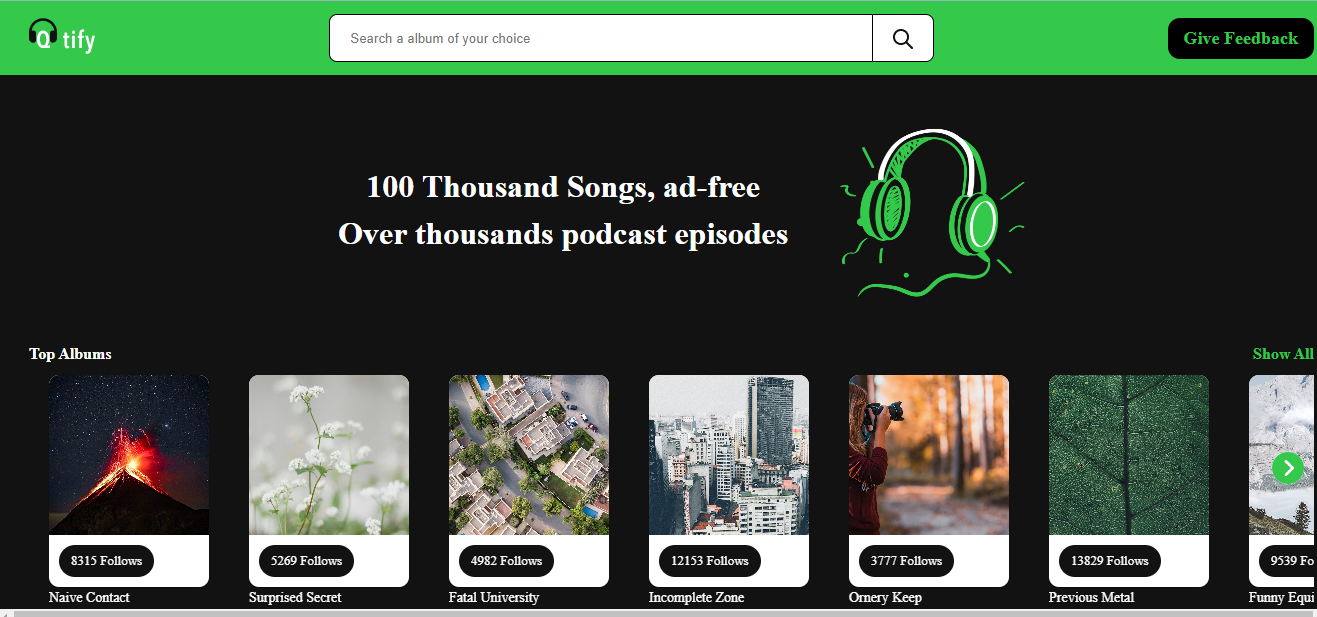 Q tify
Search a album of your choice
Give Feedback
100 Thousand Songs, ad-free
Over thousands podcast episodes
Top Albums
Show All
8315 Follows
5269 Follows
4982 Follows
12153 Follows
3777 Follows
13829 Follows
9539 Fo
Naive Contact
Surprised Secret
Fatal University
Incomplete Zone
Ornery Keep
Previous Metal
Funny Equi